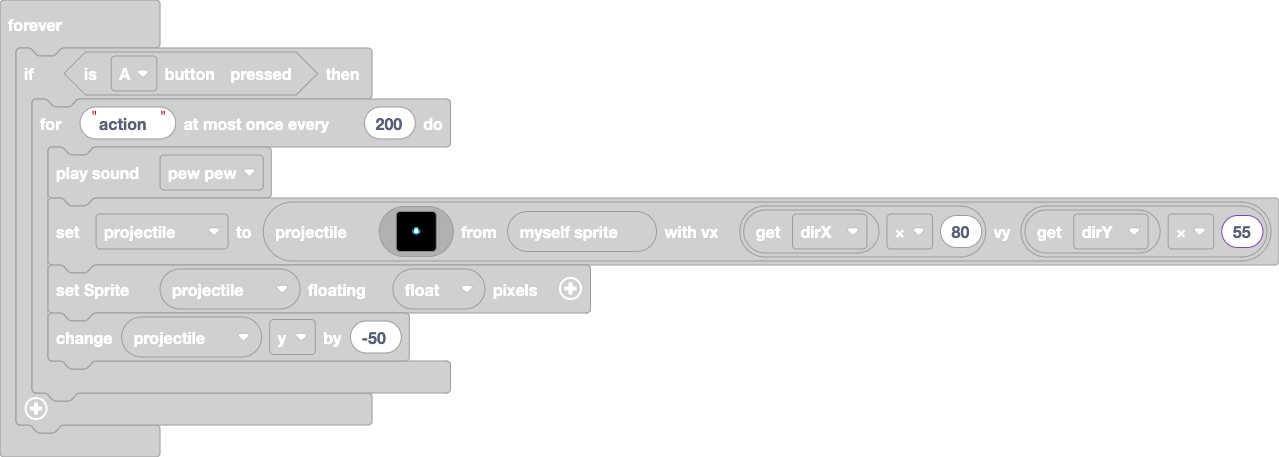 forever
if is A button pressed then
for "action" at most once every 200 do
play sound pew pew
set projectile to projectile from myself sprite with vx get dirX × 80 vy get dirY × 55
set Sprite projectile floating float pixels
change projectile y by -50